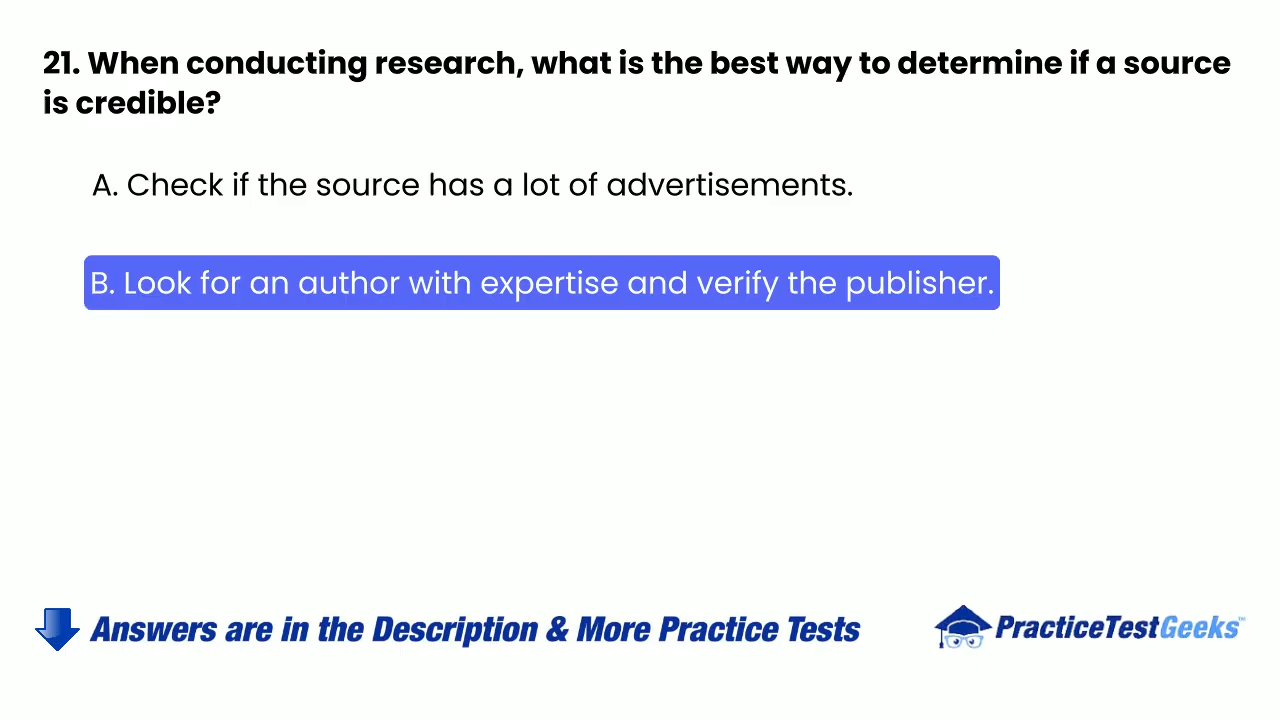 21. When conducting research, what is the best way to determine if a source
is credible?
A. Check if the source has a lot of advertisements.
B. Look for an author with expertise and verify the publisher.
Answers are in the Description & More Practice Tests
PracticeTestGeeks™